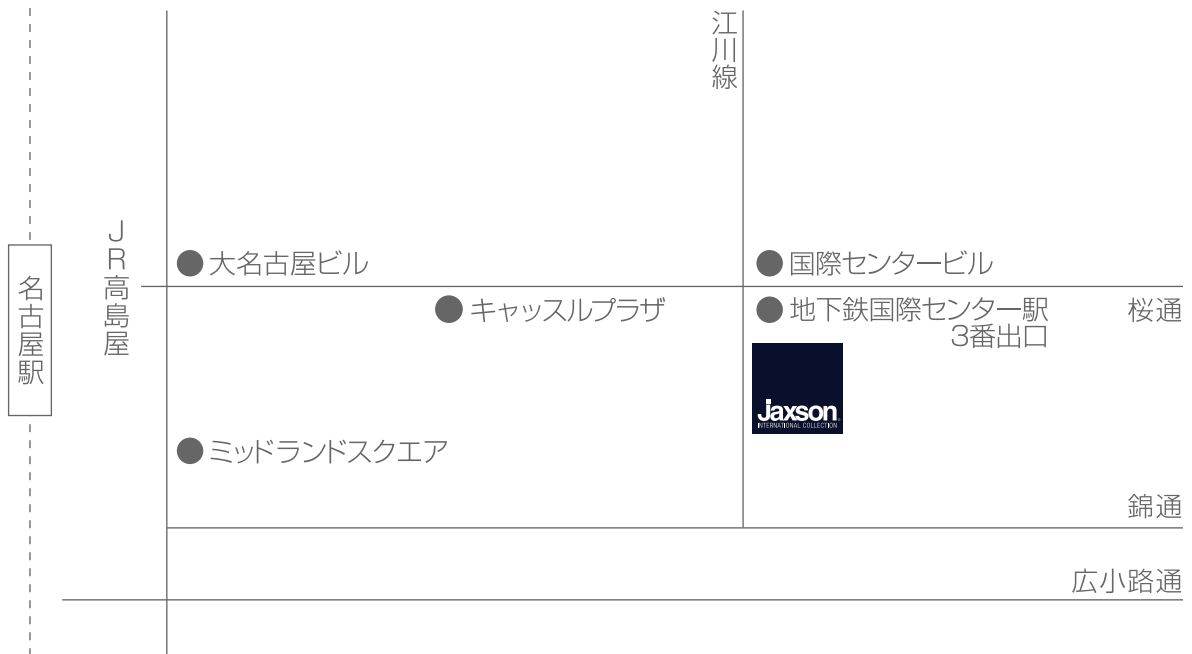 江川線
JR高島屋
名古屋駅
大名古屋ビル
国際センタービル
キャッスルプラザ
地下鉄国際センター駅
3番出口
桜通
jaxson
INTERNATIONAL COLLECTION
ミッドランドスクエア
錦通
広小路通